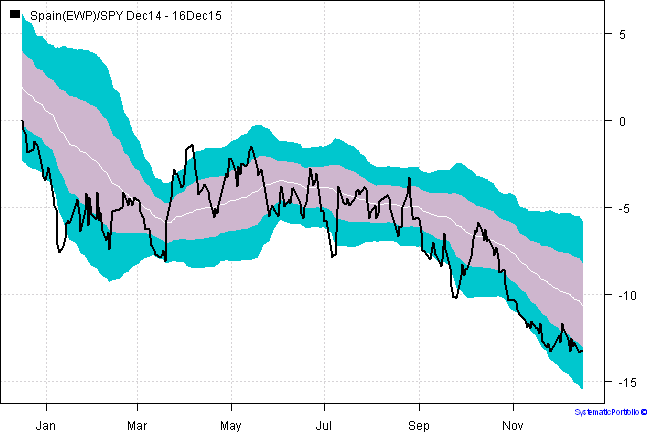 Spain(EWP)/SPY Dec14 - 16Dec15
5
0
-5
-10
-15
Jan Mar May Jul Sep Nov
SystematicPortfolio ©